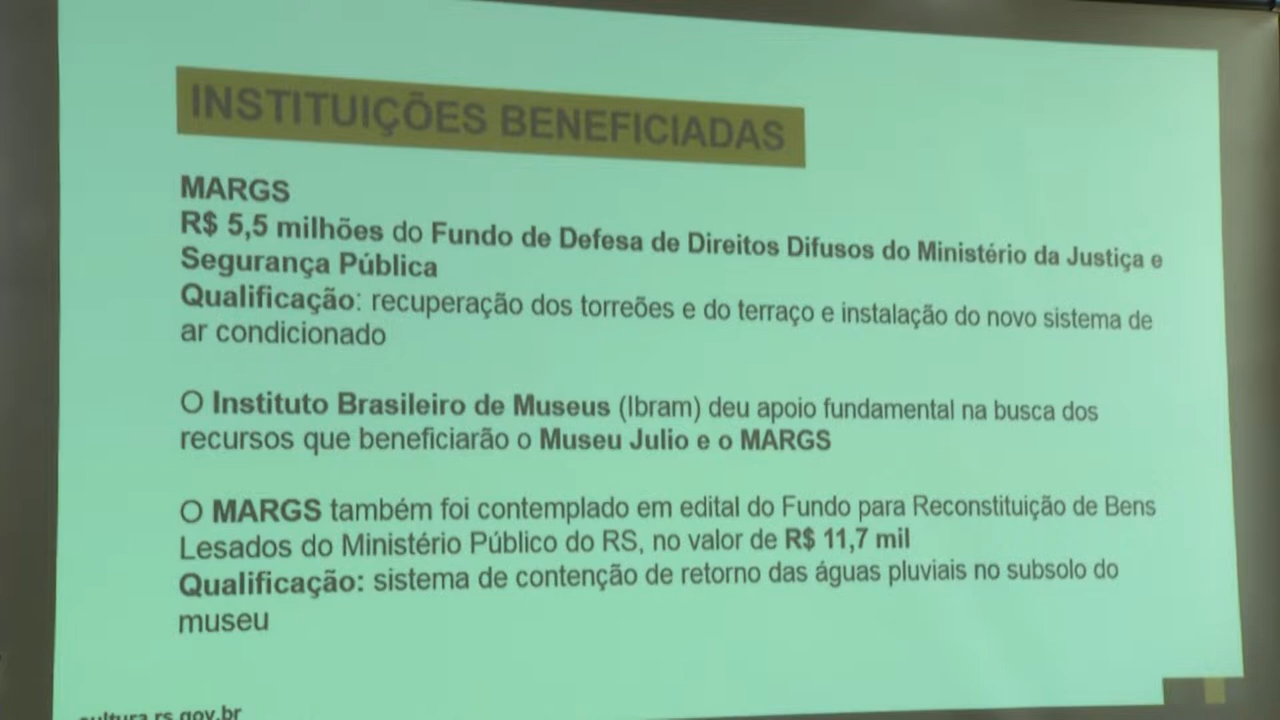 INSTITUIÇÕES BENEFICIADAS
MARGS
R$ 5,5 milhões do Fundo de Defesa de Direitos Difusos do Ministério da Justiça e
Segurança Pública
Qualificação: recuperação dos torreões e do terraço e instalação do novo sistema de
ar condicionado
O Instituto Brasileiro de Museus (Ibram) deu apoio fundamental na busca dos
recursos que beneficiarão o Museu Julio e o MARGS
O MARGS também foi contemplado em edital do Fundo para Reconstituição de Bens
Lesados do Ministério Público do RS, no valor de R$ 11,7 mil
Qualificação: sistema de contenção de retorno das águas pluviais no subsolo do
museu
cultura.rs.gov.br